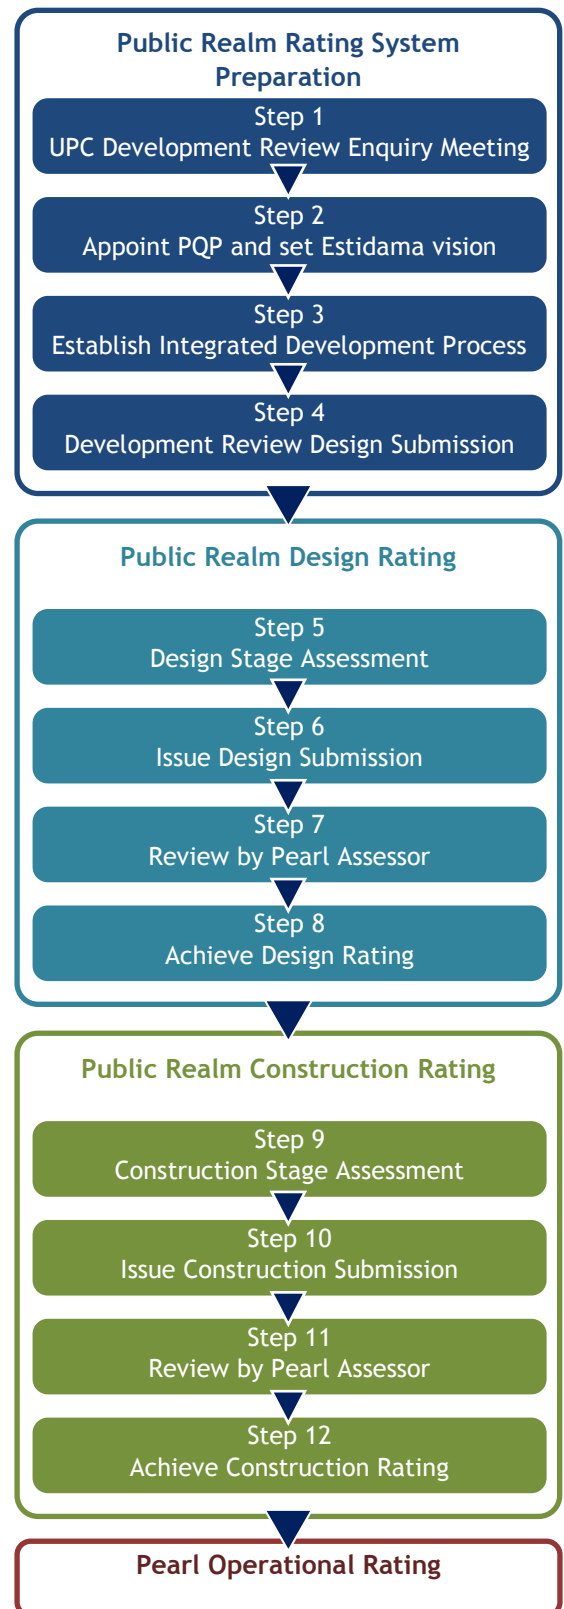 Public Realm Rating System
Preparation
Step 1
UPC Development Review Enquiry Meeting
Step 2
Appoint PQP and set Estidama vision
Step 3
Establish Integrated Development Process
Step 4
Development Review Design Submission
Public Realm Design Rating
Step 5
Design Stage Assessment
Step 6
Issue Design Submission
Step 7
Review by Pearl Assessor
Step 8
Achieve Design Rating
Public Realm Construction Rating
Step 9
Construction Stage Assessment
Step 10
Issue Construction Submission
Step 11
Review by Pearl Assessor
Step 12
Achieve Construction Rating
Pearl Operational Rating